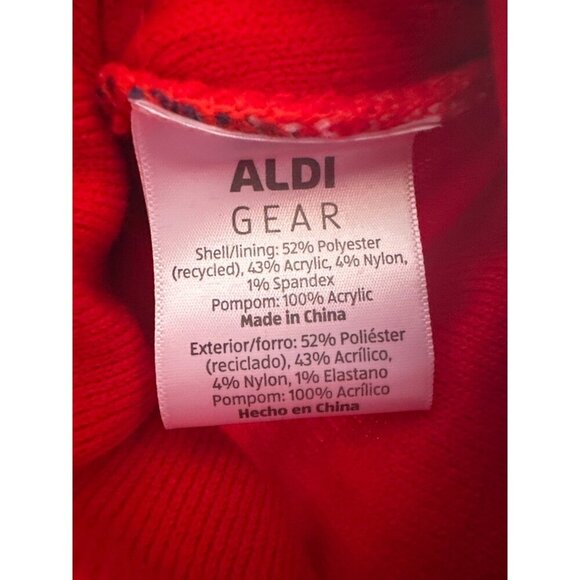 ALDI
GEAR
Shell/lining: 52% Polyester
(recycled), 43% Acrylic, 4% Nylon,
1% Spandex
Pompom: 100% Acrylic
Made in China
Exterior/forro: 52% Poliéster
(reciclado), 43% Acrílico,
4% Nylon, 1% Elastano
Pompom: 100% Acrílico
Hecho en China